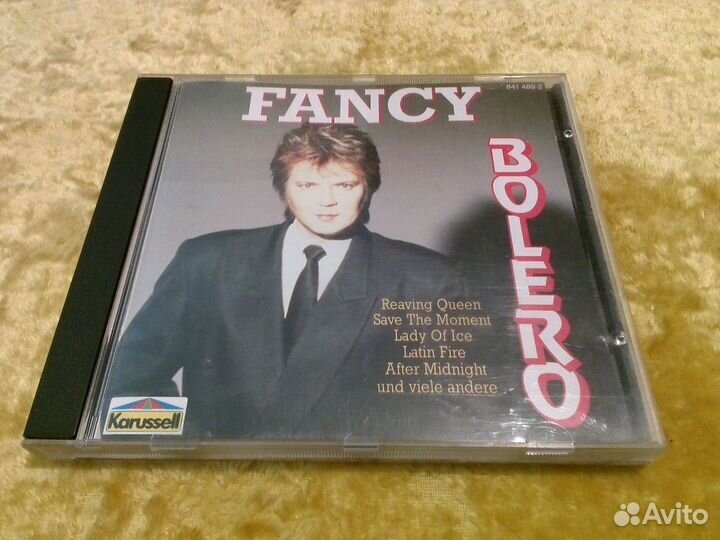 FANCY
841 489-2
BOLERO
Reaving Queen
Save The Moment
Lady Of Ice
Latin Fire
After Midnight
und viele andere
Karussell
Avito